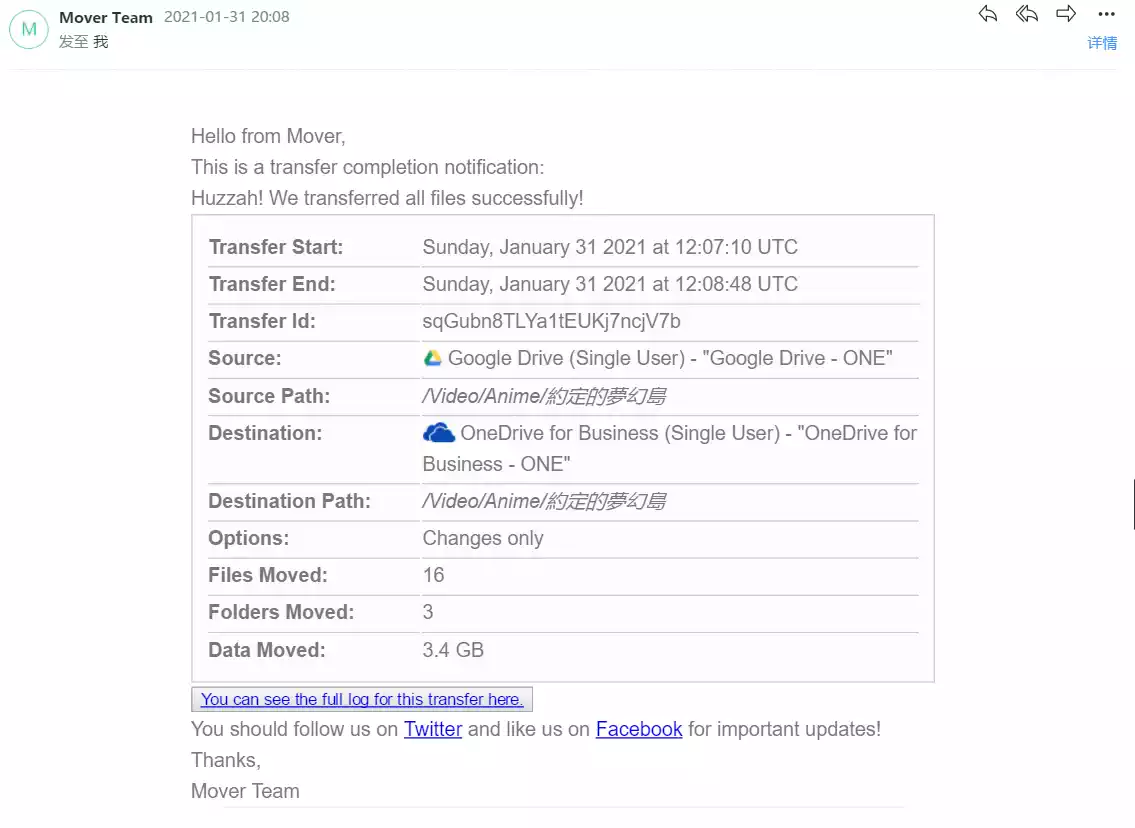 M
Mover Team 2021-01-31 20:08
发至 我
详情
Hello from Mover,
This is a transfer completion notification:
Huzzah! We transferred all files successfully!
Transfer Start: Sunday, January 31 2021 at 12:07:10 UTC
Transfer End: Sunday, January 31 2021 at 12:08:48 UTC
Transfer Id: sqGubn8TLYa1tEUKj7ncjV7b
Source: Google Drive (Single User) - "Google Drive - ONE"
Source Path: /Video/Anime/約定的夢幻島
Destination: OneDrive for Business (Single User) - "OneDrive for
Business - ONE"
Destination Path: /Video/Anime/約定的夢幻島
Options: Changes only
Files Moved: 16
Folders Moved: 3
Data Moved: 3.4 GB
You can see the full log for this transfer here.
You should follow us on Twitter and like us on Facebook for important updates!
Thanks,
Mover Team